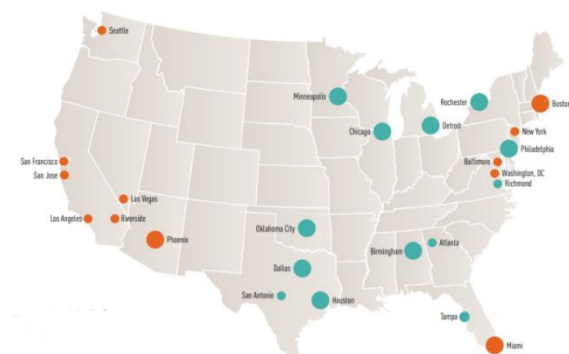 Seattle
Minneapolis
Rochester
Boston
Chicago
Detroit
New York
Philadelphia
San Francisco
Baltimore
San Jose
Washington, DC
Richmond
Las Vegas
Los Angeles
Riverside
Oklahoma City
Phoenix
Birmingham
Atlanta
Dallas
San Antonio
Houston
Tampa
Miami